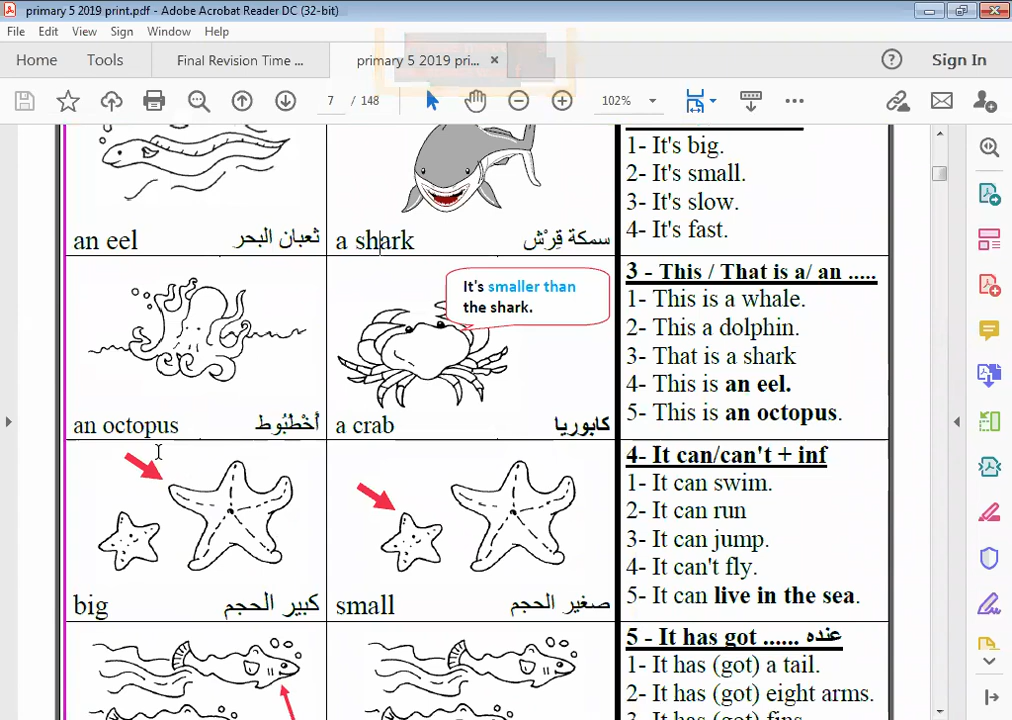 primary 5 2019 print.pdf - Adobe Acrobat Reader DC (32-bit)
File Edit View Sign Window Help
Home Tools Final Revision Time ... primary 5 2019 pri... × Sign In
7 / 148 102%
an eel ثعبان البحر
a shark سمكة قِرْش
1- It's big.
2- It's small.
3- It's slow.
4- It's fast.
It's smaller than
the shark.
an octopus أخْطُبُوط
a crab كابوريا
3 - This / That is a/ an .....
1- This is a whale.
2- This a dolphin.
3- That is a shark
4- This is an eel.
5- This is an octopus.
big كبير الحجم
small صغير الحجم
4- It can/can't + inf
1- It can swim.
2- It can run
3- It can jump.
4- It can't fly.
5- It can live in the sea.
5 - It has got ...... عنده
1- It has (got) a tail.
2- It has (got) eight arms.
3- It has (got) fins